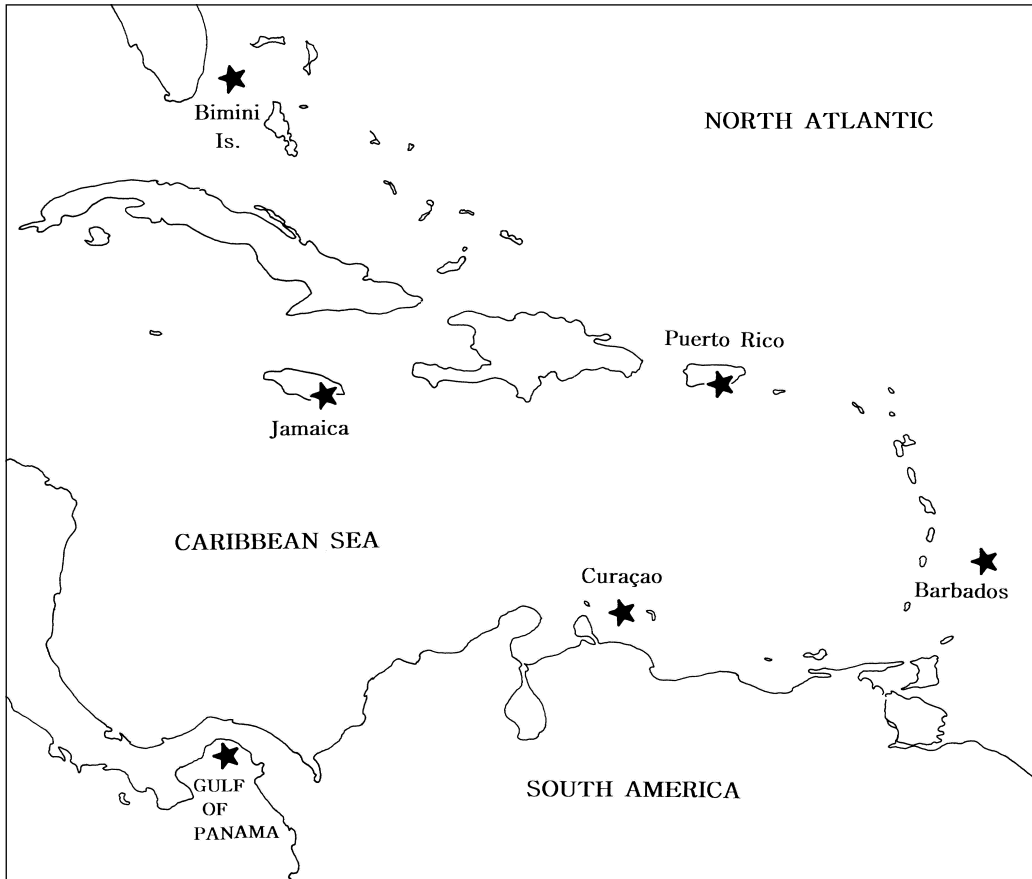 Bimini
Is.
NORTH ATLANTIC
Puerto Rico
Jamaica
CARIBBEAN SEA
Curaçao
Barbados
GULF
OF
PANAMA
SOUTH AMERICA